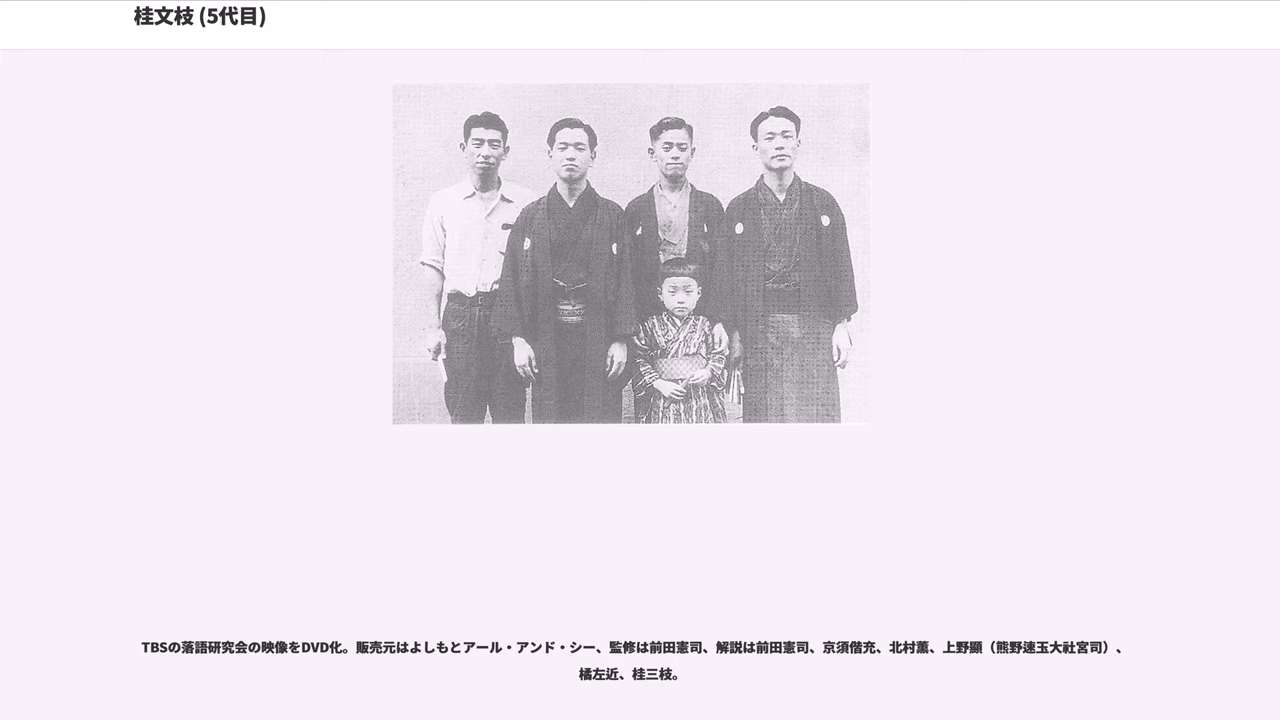 桂文枝 (5代目)
TBSの落語研究会の映像をDVD化。販売元はよしもとアール・アンド・シー、監修は前田憲司、解説は前田憲司、京須偕充、北村薫、上野顯（熊野速玉大社宮司）、
橘左近、桂三枝。